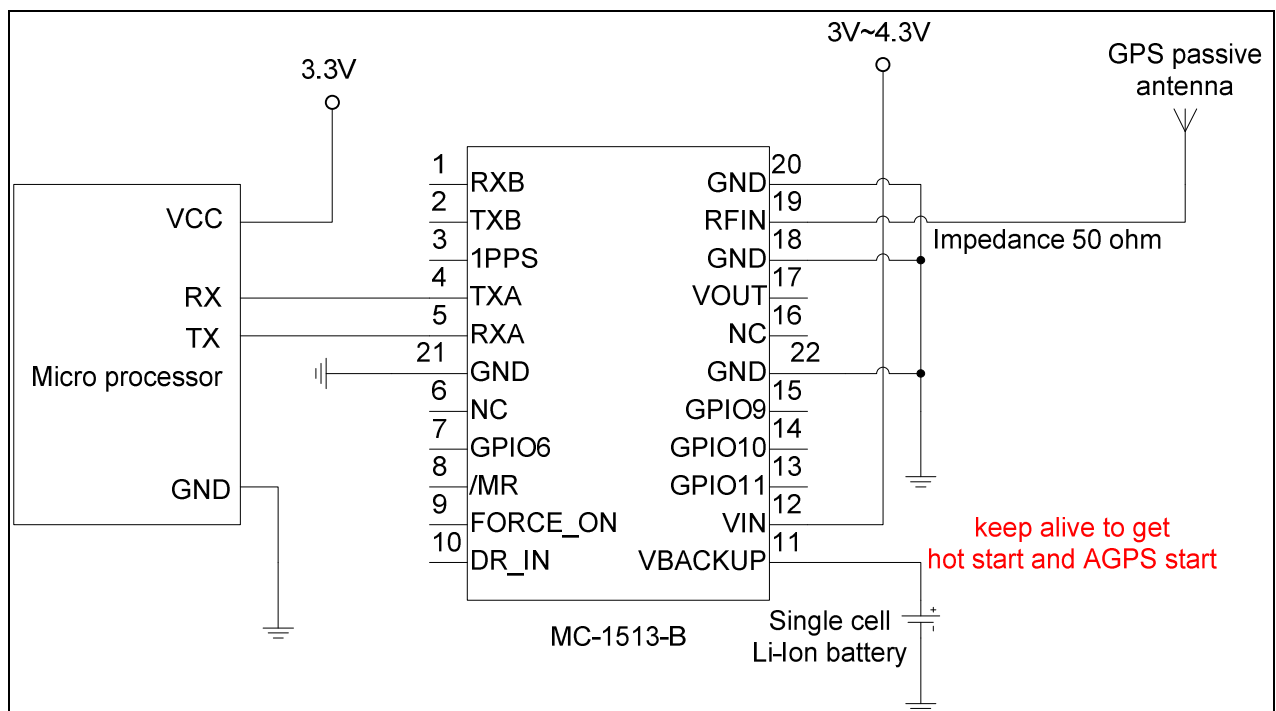 3V~4.3V
GPS passive
antenna
3.3V
VCC
RX
TX
Micro processor
GND
1
RXB
2
TXB
3
1PPS
4
TXA
5
RXA
21
GND
6
NC
7
GPIO6
8
/MR
9
FORCE_ON
10
DR_IN
20
GND
19
RFIN
Impedance 50 ohm
18
GND
17
VOUT
16
NC
22
GND
15
GPIO9
14
GPIO10
13
GPIO11
12
VIN
11
VBACKUP
keep alive to get
hot start and AGPS start
+
-
Single cell
Li-Ion battery
MC-1513-B